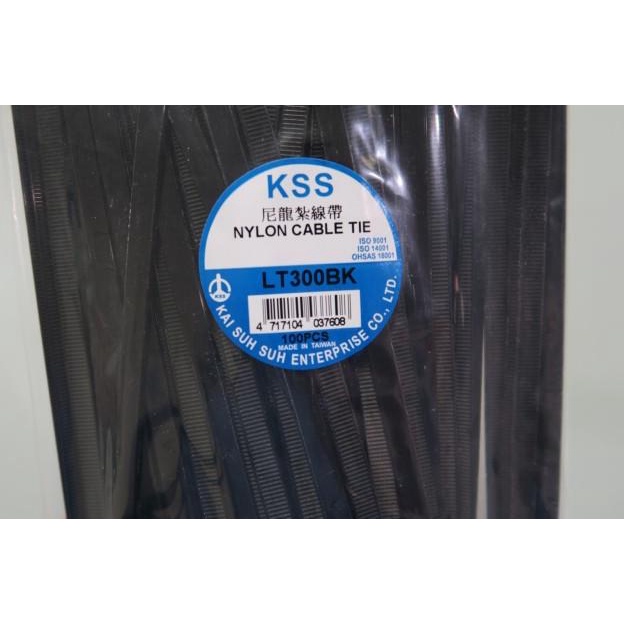 KSS
尼龍紮線帶
NYLON CABLE TIE
ISO 9001
ISO 14001
OHSAS 18001
LT300BK
KSS
4 717104 037608
100PCS
MADE IN TAIWAN
KAI SUH SUH ENTERPRISE CO., LTD.